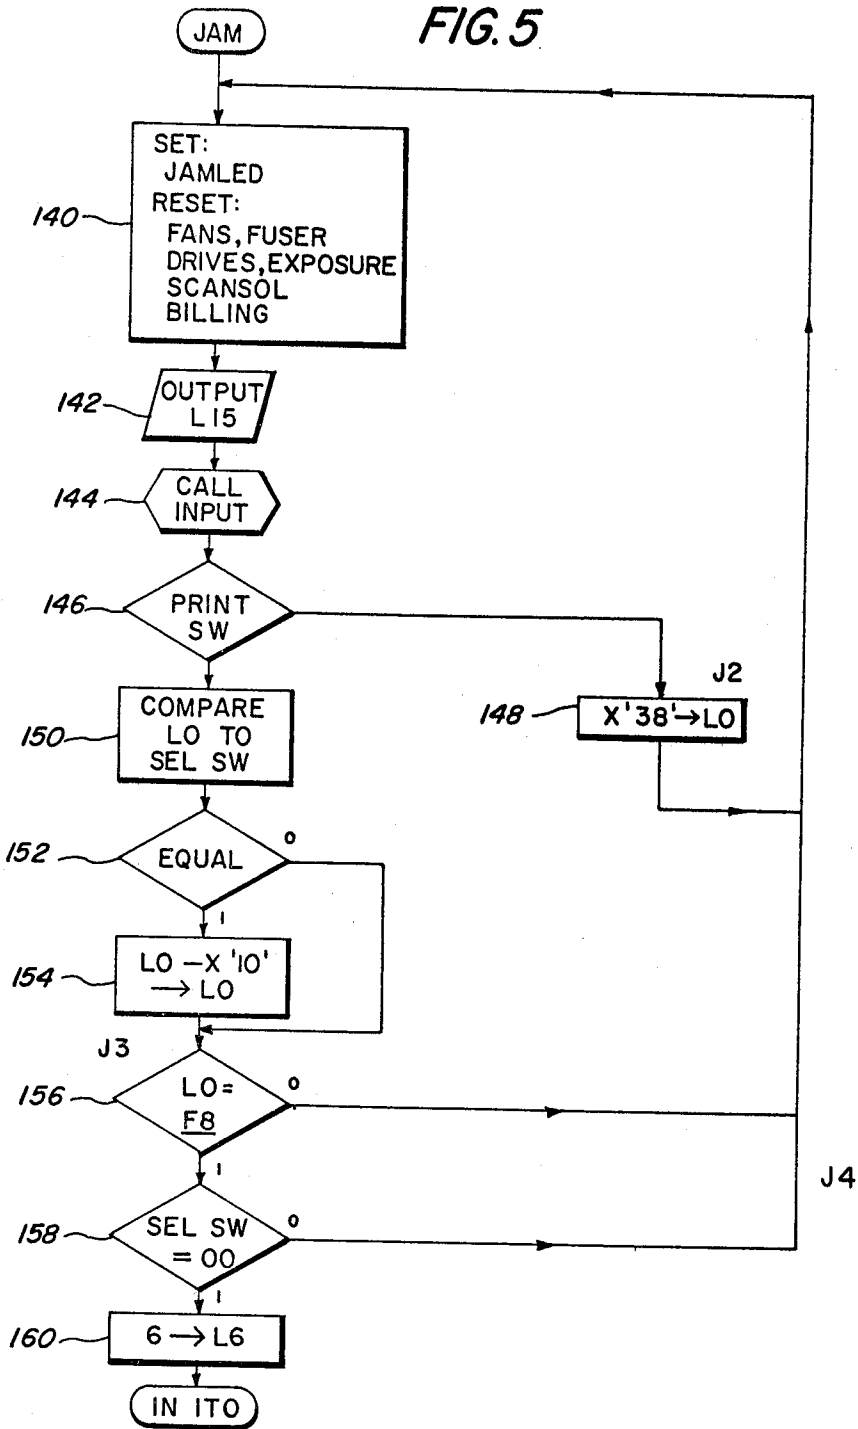 JAM
FIG. 5
SET:
JAMLED
RESET:
FANS, FUSER
DRIVES, EXPOSURE
SCANSOL
BILLING
140
OUTPUT
L15
142
CALL
INPUT
144
PRINT
SW
146
J2
X'38'→LO
148
COMPARE
LO TO
SEL SW
150
EQUAL
0
1
152
LO –X'10'
→ LO
154
J3
LO =
F8
0
1
156
J4
SEL SW
= 00
0
1
158
6 → L6
160
IN ITO